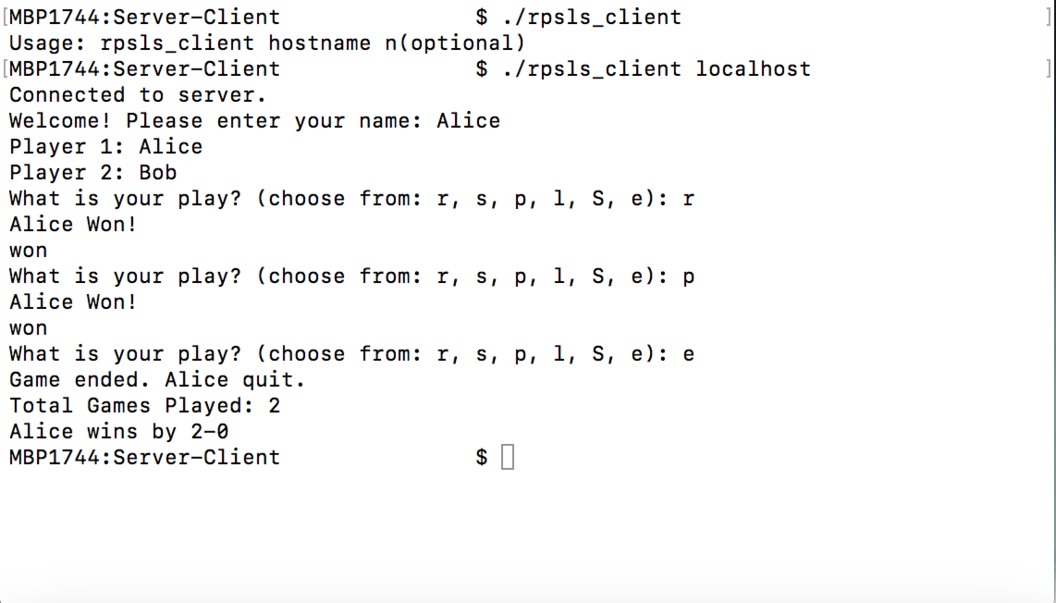 [MBP1744:Server-Client $ ./rpsls_client ]
Usage: rpsls_client hostname n(optional)
[MBP1744:Server-Client $ ./rpsls_client localhost ]
Connected to server.
Welcome! Please enter your name: Alice
Player 1: Alice
Player 2: Bob
What is your play? (choose from: r, s, p, l, S, e): r
Alice Won!
won
What is your play? (choose from: r, s, p, l, S, e): p
Alice Won!
won
What is your play? (choose from: r, s, p, l, S, e): e
Game ended. Alice quit.
Total Games Played: 2
Alice wins by 2-0
MBP1744:Server-Client $